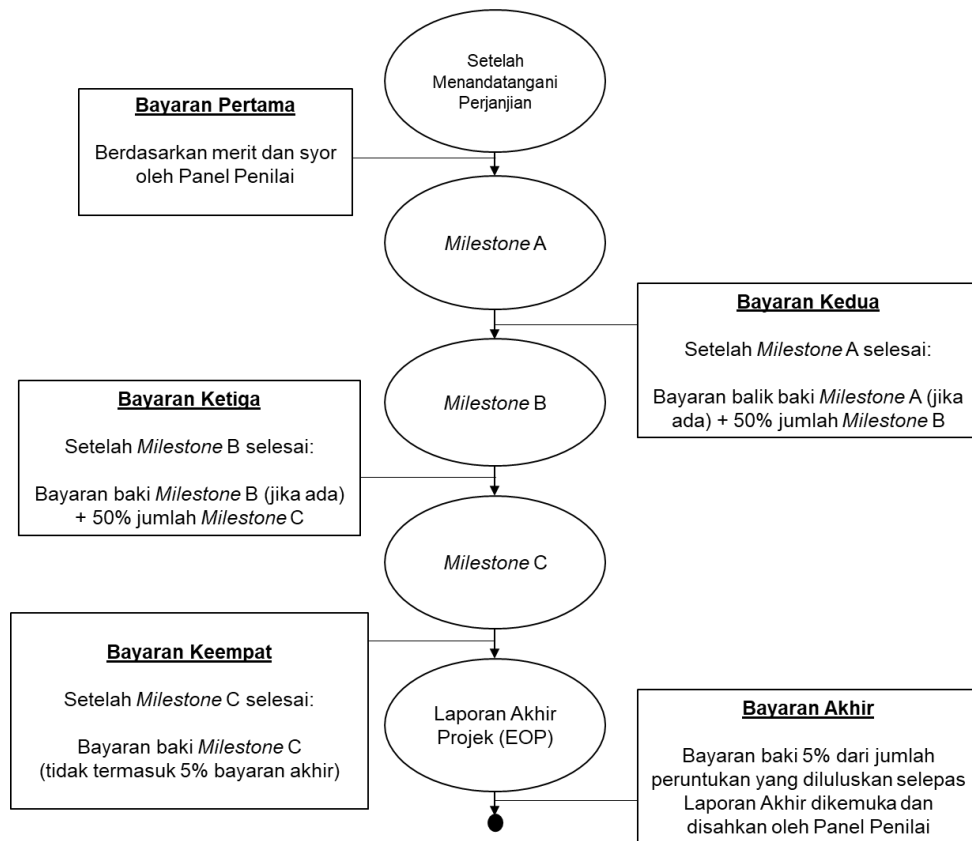 Setelah
Menandatangani
Perjanjian
Bayaran Pertama
Berdasarkan merit dan syor
oleh Panel Penilai
Milestone A
Bayaran Kedua
Setelah Milestone A selesai:
Bayaran balik baki Milestone A (jika
ada) + 50% jumlah Milestone B
Milestone B
Bayaran Ketiga
Setelah Milestone B selesai:
Bayaran baki Milestone B (jika ada)
+ 50% jumlah Milestone C
Milestone C
Bayaran Keempat
Setelah Milestone C selesai:
Bayaran baki Milestone C
(tidak termasuk 5% bayaran akhir)
Laporan Akhir
Projek (EOP)
Bayaran Akhir
Bayaran baki 5% dari jumlah
peruntukan yang diluluskan selepas
Laporan Akhir dikemuka dan
disahkan oleh Panel Penilai